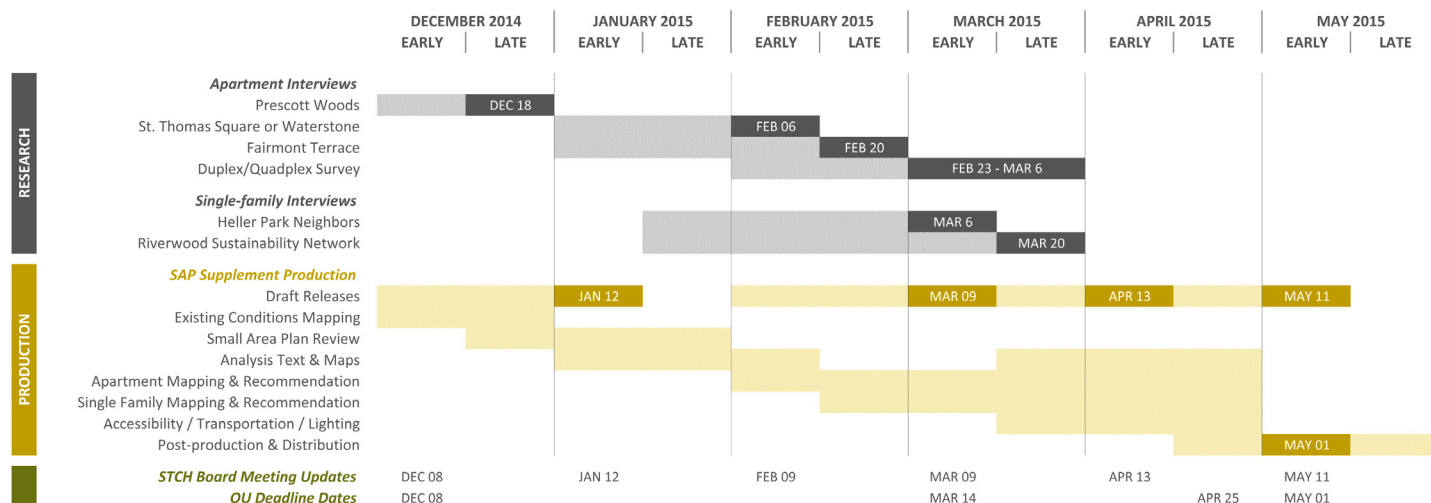 DECEMBER 2014 JANUARY 2015 FEBRUARY 2015 MARCH 2015 APRIL 2015 MAY 2015
EARLY LATE EARLY LATE EARLY LATE EARLY LATE EARLY LATE EARLY LATE
RESEARCH
Apartment Interviews
Prescott Woods DEC 18
St. Thomas Square or Waterstone FEB 06
Fairmont Terrace FEB 20
Duplex/Quadplex Survey FEB 23 - MAR 6
Single-family Interviews
Heller Park Neighbors MAR 6
Riverwood Sustainability Network MAR 20
PRODUCTION
SAP Supplement Production
Draft Releases JAN 12 MAR 09 APR 13 MAY 11
Existing Conditions Mapping
Small Area Plan Review
Analysis Text & Maps
Apartment Mapping & Recommendation
Single Family Mapping & Recommendation
Accessibility / Transportation / Lighting
Post-production & Distribution MAY 01
STCH Board Meeting Updates DEC 08 JAN 12 FEB 09 MAR 09 APR 13 MAY 11
OU Deadline Dates DEC 08 MAR 14 APR 25 MAY 01